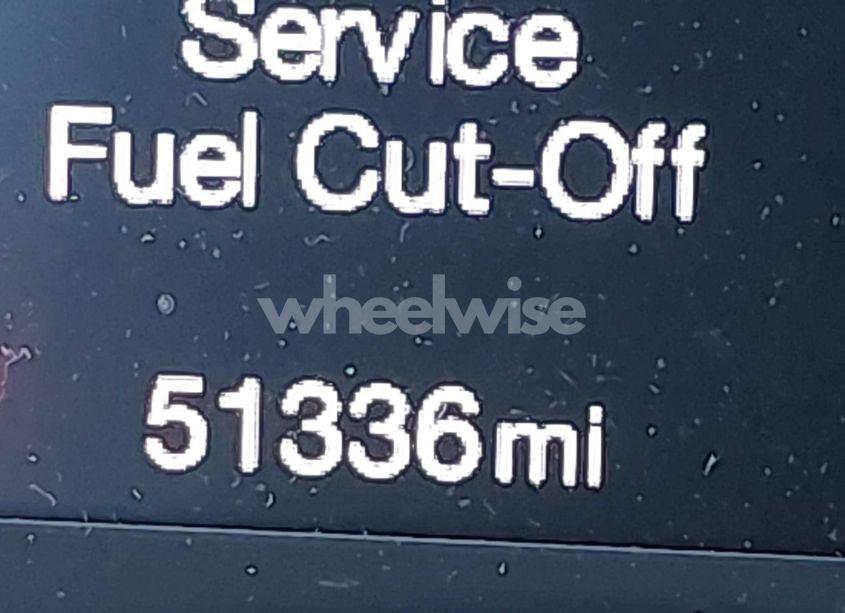 Service
Fuel Cut-Off
wheelwise
51336mi